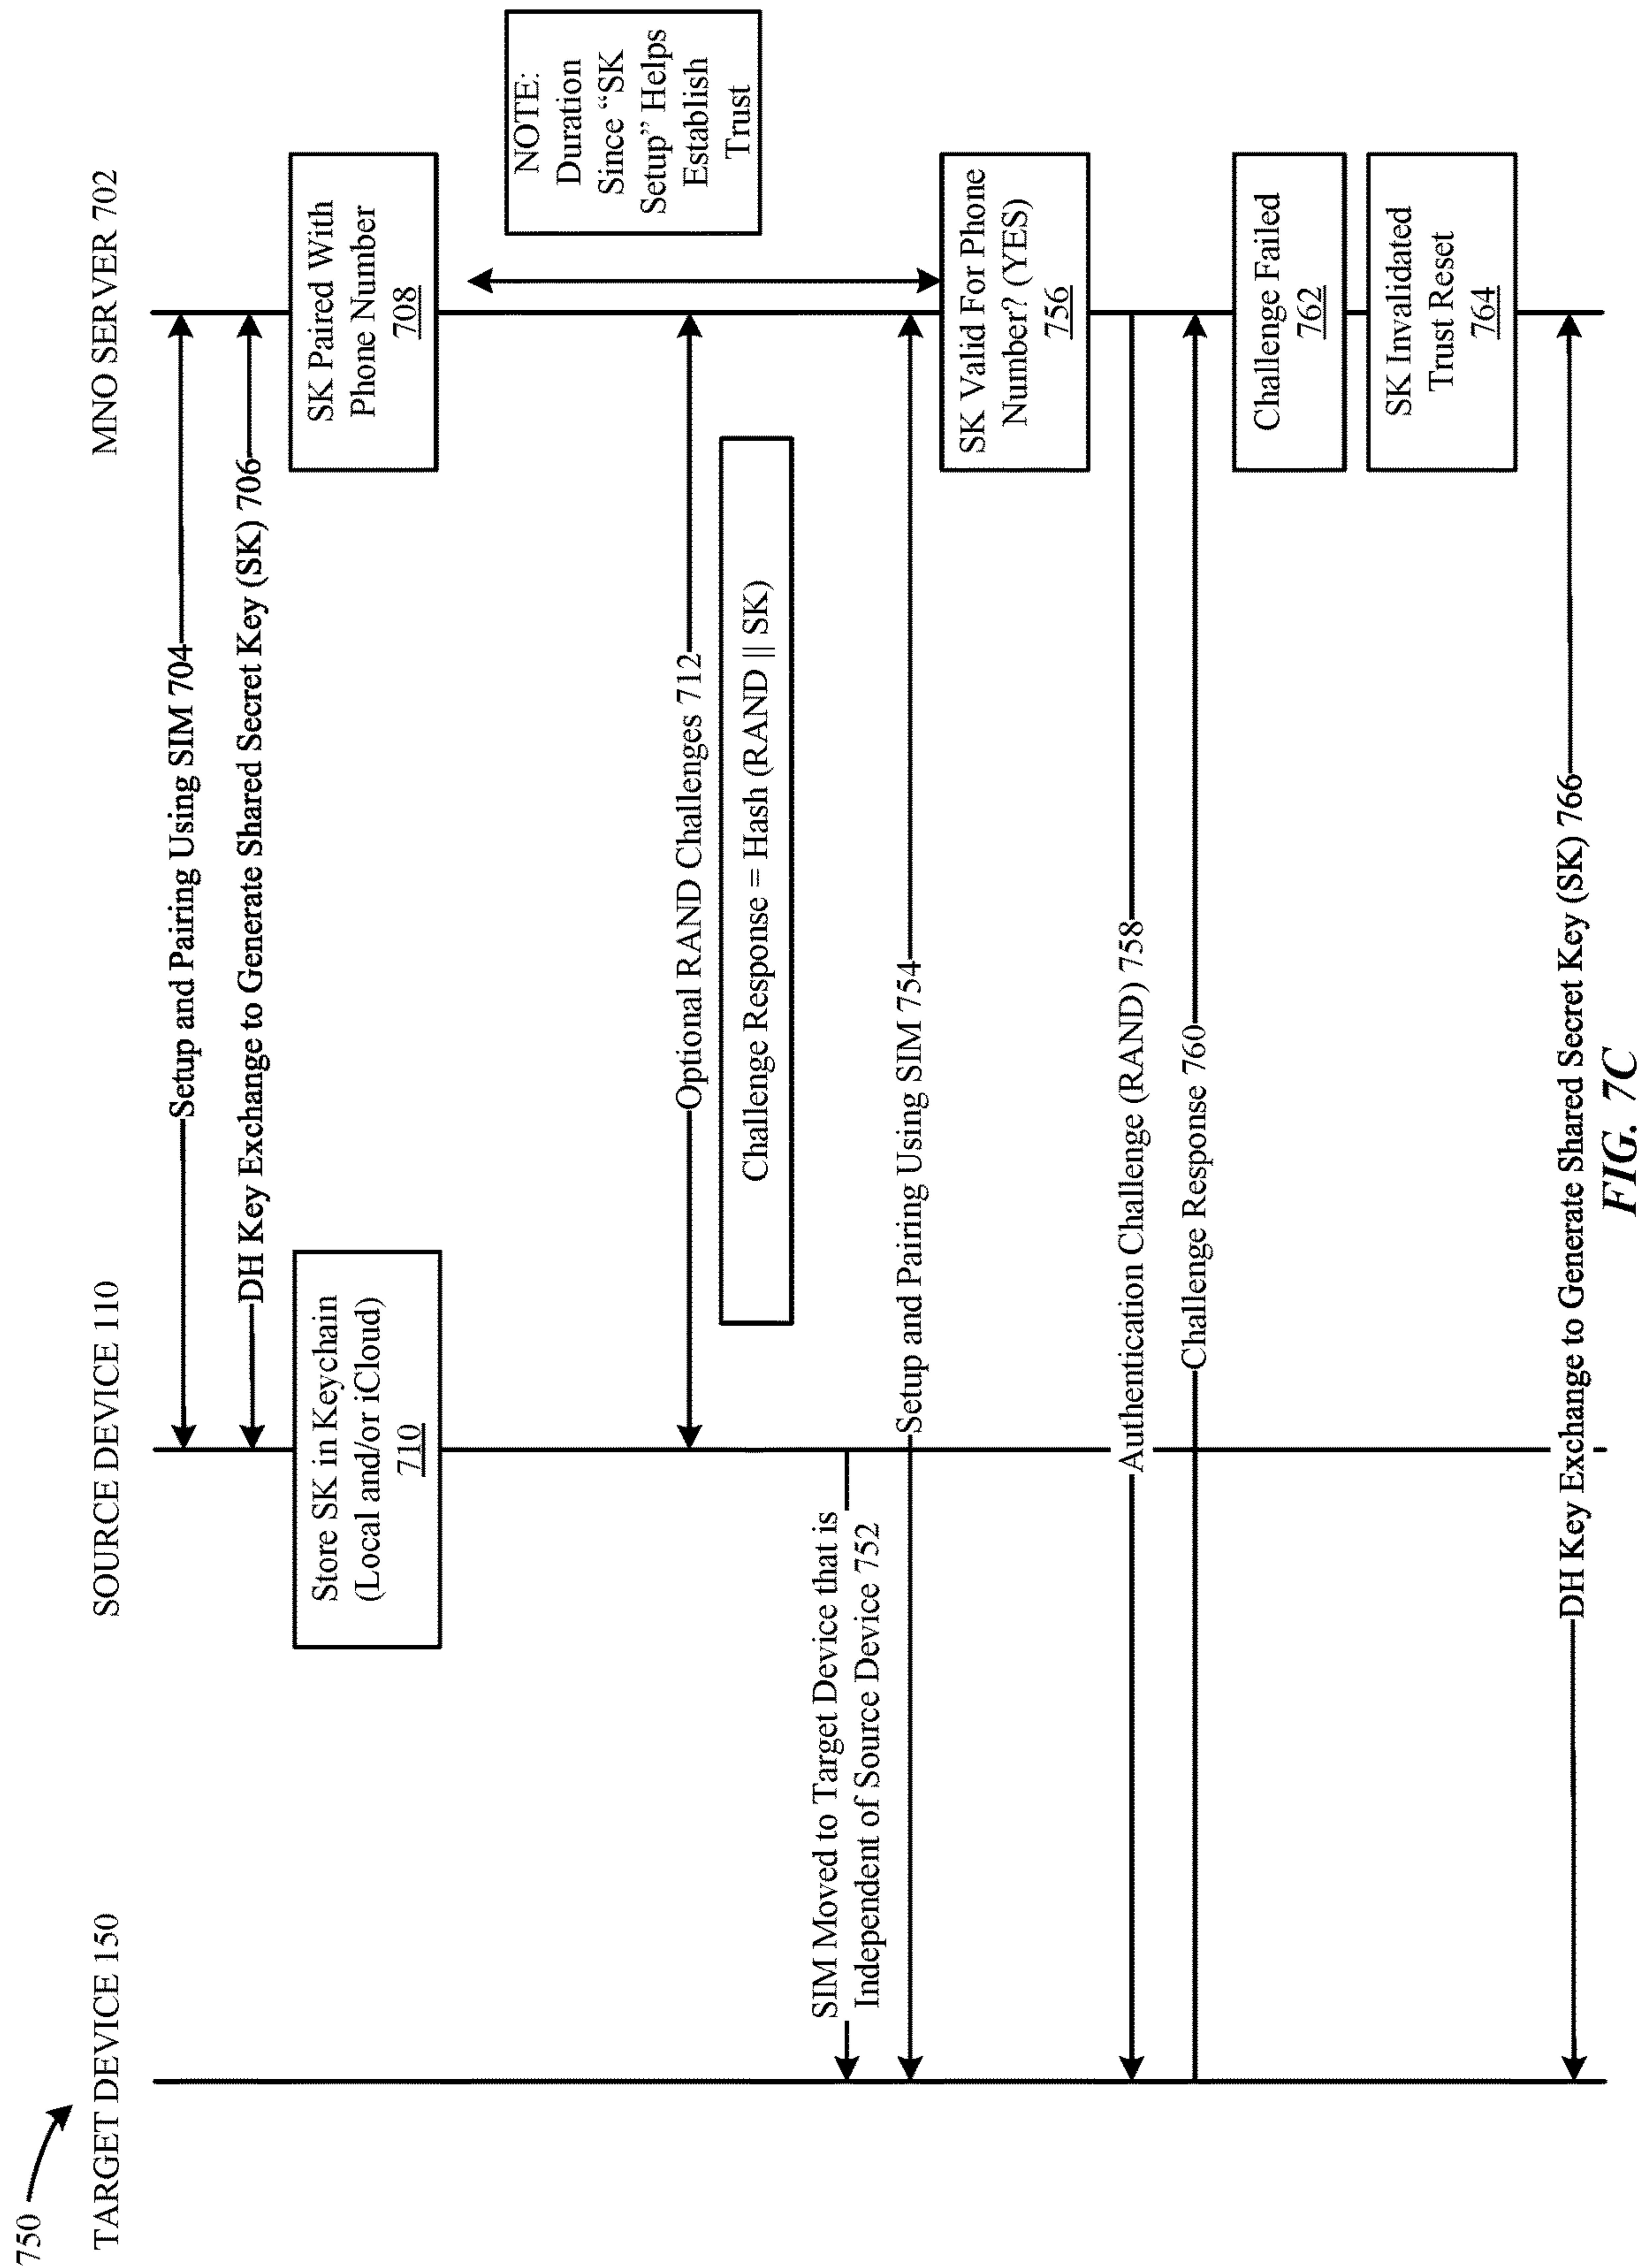 750
TARGET DEVICE 150
SOURCE DEVICE 110
MNO SERVER 702
Setup and Pairing Using SIM 704
DH Key Exchange to Generate Shared Secret Key (SK) 706
Store SK in Keychain
(Local and/or iCloud)
710
SK Paired With
Phone Number
708
NOTE:
Duration
Since “SK
Setup” Helps
Establish
Trust
Optional RAND Challenges 712
Challenge Response = Hash (RAND || SK)
SIM Moved to Target Device that is
Independent of Source Device 752
Setup and Pairing Using SIM 754
SK Valid For Phone
Number? (YES)
756
Authentication Challenge (RAND) 758
Challenge Response 760
Challenge Failed
762
SK Invalidated
Trust Reset
764
DH Key Exchange to Generate Shared Secret Key (SK) 766
FIG. 7C